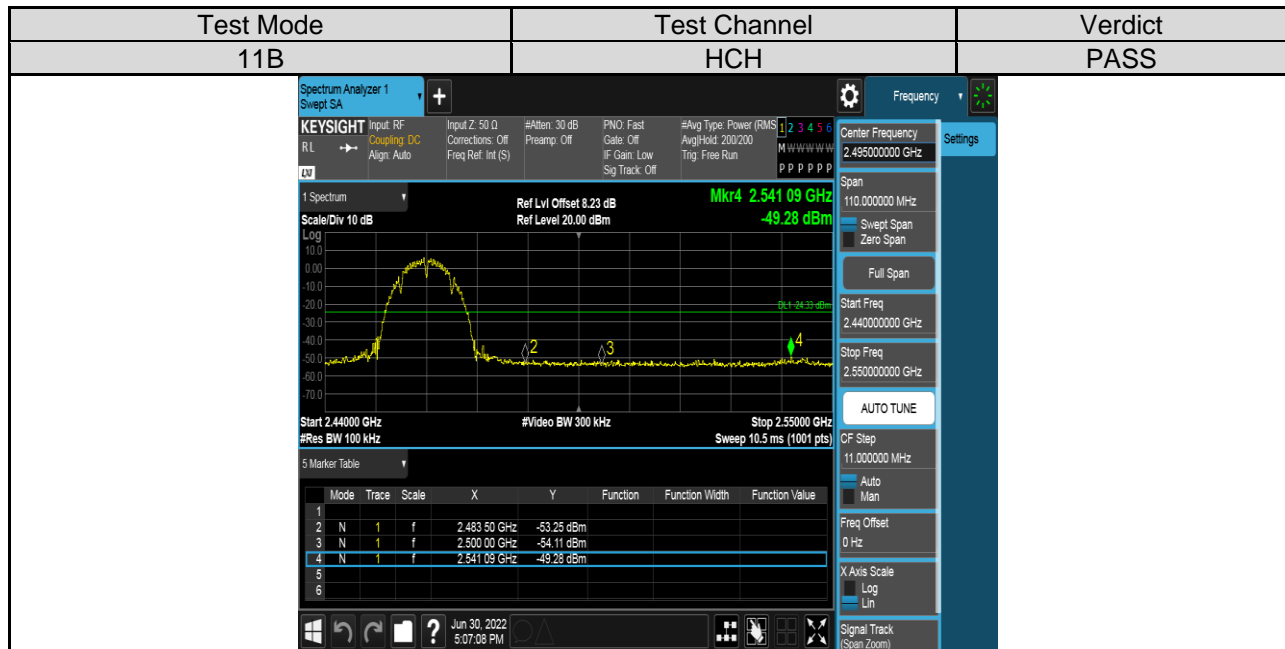 Test Mode Test Channel Verdict
11B HCH PASS
Spectrum Analyzer 1
Swept SA
+
Frequency
KEYSIGHT
RL
LXI
Input: RF
Coupling: DC
Align: Auto
Input Z: 50 Ω
Corrections: Off
Freq Ref: Int (S)
#Atten: 30 dB
Preamp: Off
PNO: Fast
Gate: Off
IF Gain: Low
Sig Track: Off
#Avg Type: Power (RMS
Avg|Hold: 200/200
Trig: Free Run
1 2 3 4 5 6
M W W W W W
P P P P P P
1 Spectrum
Scale/Div 10 dB
Ref Lvl Offset 8.23 dB
Ref Level 20.00 dBm
Mkr4 2.541 09 GHz
-49.28 dBm
Log
10.0
0.00
-10.0
-20.0
-30.0
-40.0
-50.0
-60.0
-70.0
DL1 -24.33 dBm
2
3
4
Start 2.44000 GHz
#Video BW 300 kHz
Stop 2.55000 GHz
#Res BW 100 kHz
Sweep 10.5 ms (1001 pts)
5 Marker Table
Mode Trace Scale X Y Function Function Width Function Value
1
2 N 1 f 2.483 50 GHz -53.25 dBm
3 N 1 f 2.500 00 GHz -54.11 dBm
4 N 1 f 2.541 09 GHz -49.28 dBm
5
6
?
Jun 30, 2022
5:07:08 PM
Settings
Center Frequency
2.495000000 GHz
Span
110.000000 MHz
Swept Span
Zero Span
Full Span
Start Freq
2.440000000 GHz
Stop Freq
2.550000000 GHz
AUTO TUNE
CF Step
11.000000 MHz
Auto
Man
Freq Offset
0 Hz
X Axis Scale
Log
Lin
Signal Track
(Span Zoom)